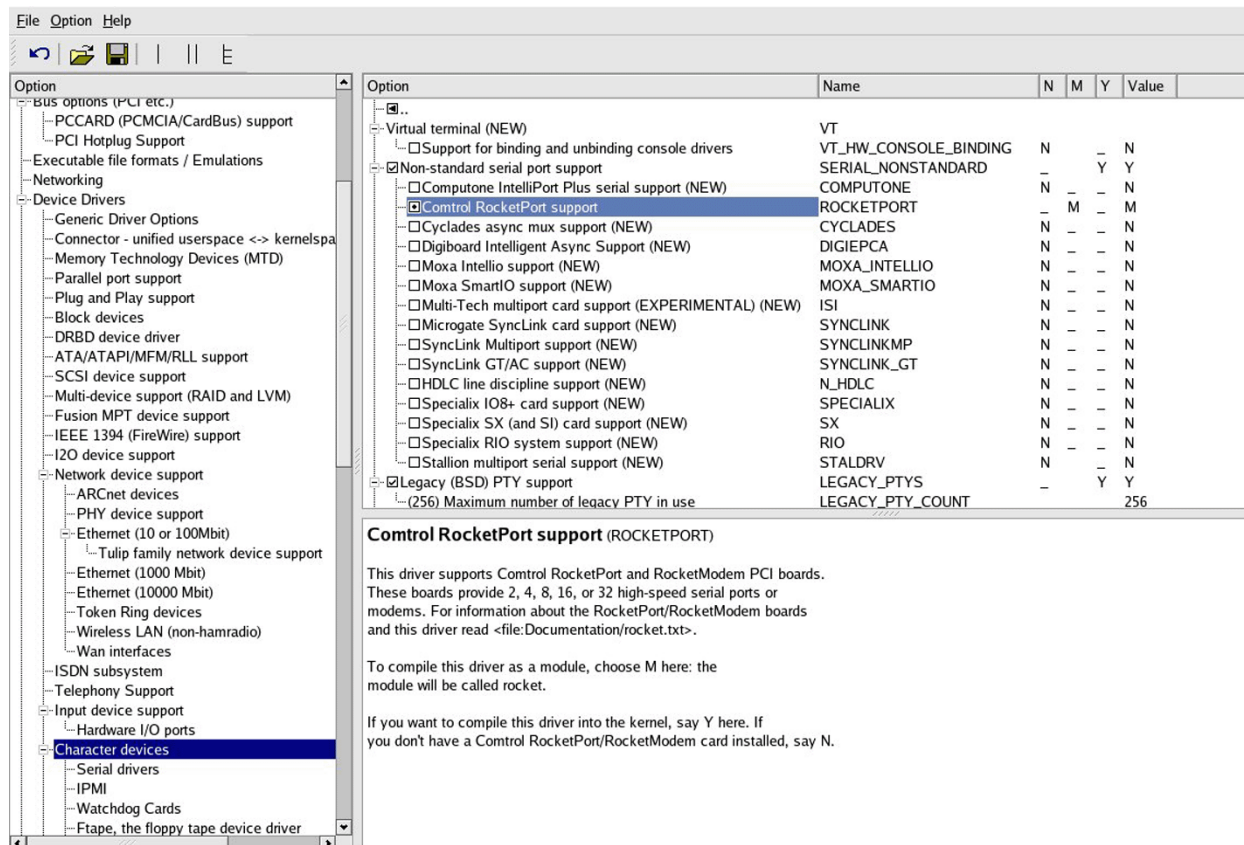 File Option Help
Option
Bus options (PCI etc.)
PCCARD (PCMCIA/CardBus) support
PCI Hotplug Support
Executable file formats / Emulations
Networking
Device Drivers
Generic Driver Options
Connector - unified userspace <-> kernelspa
Memory Technology Devices (MTD)
Parallel port support
Plug and Play support
Block devices
DRBD device driver
ATA/ATAPI/MFM/RLL support
SCSI device support
Multi-device support (RAID and LVM)
Fusion MPT device support
IEEE 1394 (FireWire) support
I2O device support
Network device support
ARCnet devices
PHY device support
Ethernet (10 or 100Mbit)
Tulip family network device support
Ethernet (1000 Mbit)
Ethernet (10000 Mbit)
Token Ring devices
Wireless LAN (non-hamradio)
Wan interfaces
ISDN subsystem
Telephony Support
Input device support
Hardware I/O ports
Character devices
Serial drivers
IPMI
Watchdog Cards
Ftape, the floppy tape device driver
Option Name N M Y Value
..
Virtual terminal (NEW) VT
Support for binding and unbinding console drivers VT_HW_CONSOLE_BINDING N _ N
Non-standard serial port support SERIAL_NONSTANDARD _ Y Y
Computone IntelliPort Plus serial support (NEW) COMPUTONE N _ _ N
Comtrol RocketPort support ROCKETPORT _ M _ M
Cyclades async mux support (NEW) CYCLADES N _ _ N
Digiboard Intelligent Async Support (NEW) DIGIEPCA N _ _ N
Moxa Intellio support (NEW) MOXA_INTELLIO N _ _ N
Moxa SmartIO support (NEW) MOXA_SMARTIO N _ _ N
Multi-Tech multiport card support (EXPERIMENTAL) (NEW) ISI N _ _ N
Microgate SyncLink card support (NEW) SYNCLINK N _ _ N
SyncLink Multiport support (NEW) SYNCLINKMP N _ _ N
SyncLink GT/AC support (NEW) SYNCLINK_GT N _ _ N
HDLC line discipline support (NEW) N_HDLC N _ _ N
Specialix IO8+ card support (NEW) SPECIALIX N _ _ N
Specialix SX (and SI) card support (NEW) SX N _ _ N
Specialix RIO system support (NEW) RIO N _ _ N
Stallion multiport serial support (NEW) STALDRV N _ N
Legacy (BSD) PTY support LEGACY_PTYS _ Y Y
(256) Maximum number of legacy PTY in use LEGACY_PTY_COUNT 256
Comtrol RocketPort support (ROCKETPORT)
This driver supports Comtrol RocketPort and RocketModem PCI boards.
These boards provide 2, 4, 8, 16, or 32 high-speed serial ports or
modems. For information about the RocketPort/RocketModem boards
and this driver read <file:Documentation/rocket.txt>.
To compile this driver as a module, choose M here: the
module will be called rocket.
If you want to compile this driver into the kernel, say Y here. If
you don't have a Comtrol RocketPort/RocketModem card installed, say N.